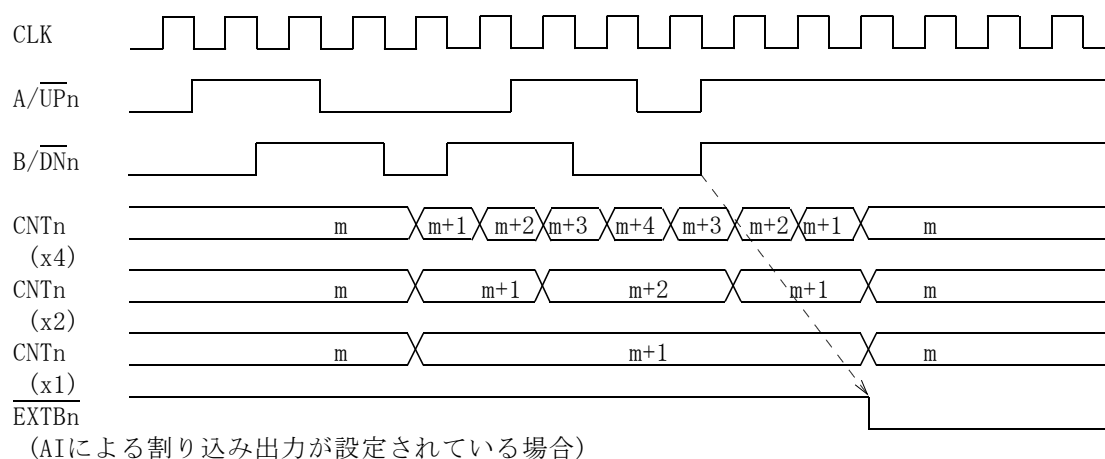 CLK
A/UPn
B/DNn
CNTn m m+1 m+2 m+3 m+4 m+3 m+2 m+1 m
(x4)
CNTn m m+1 m+2 m+1 m
(x2)
CNTn m m+1 m
(x1)
EXTBn
(AIによる割り込み出力が設定されている場合)